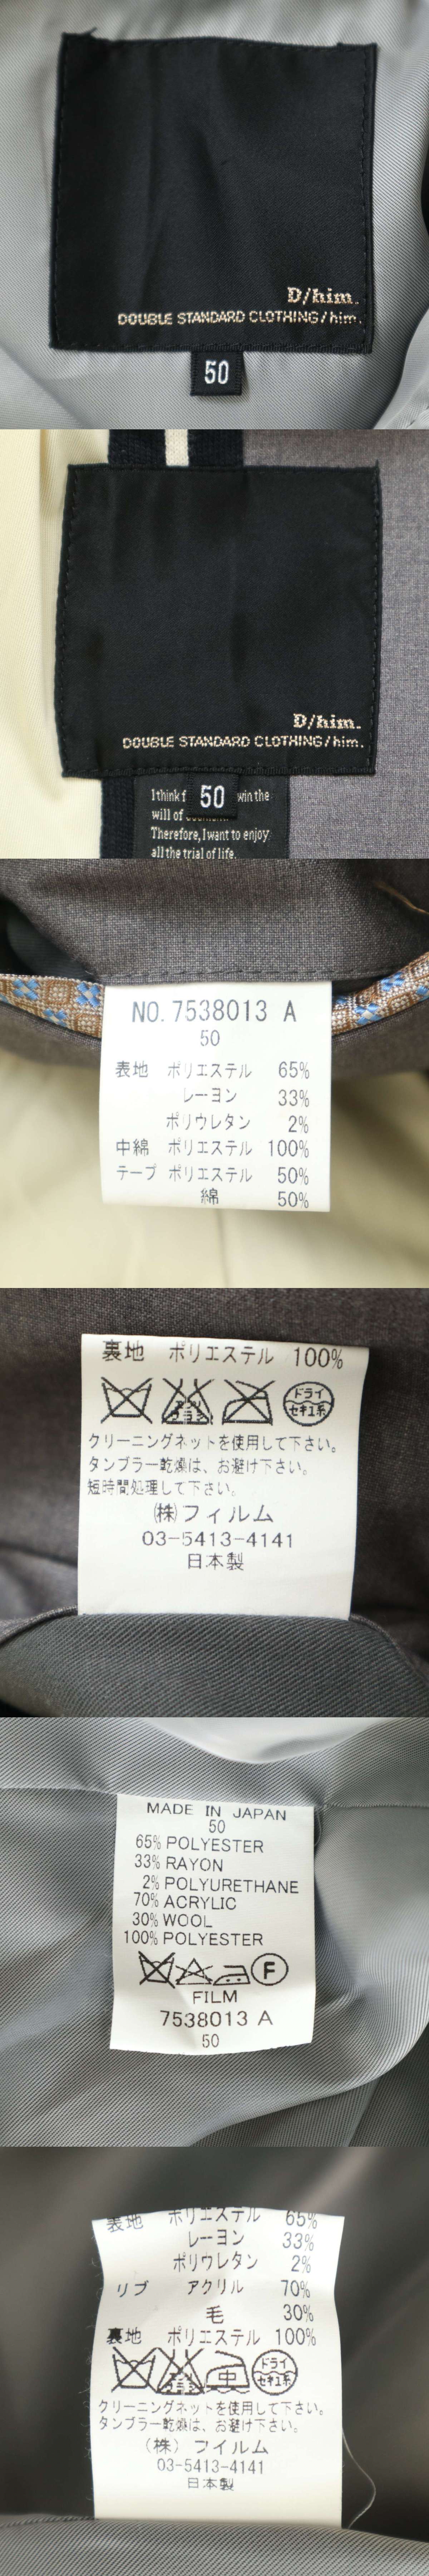 D/him.
DOUBLE STANDARD CLOTHING/him.
50
D/him.
DOUBLE STANDARD CLOTHING/him.
50
I think f win the
will of
Therefore, I want to enjoy
all the trial of life.
NO. 7538013 A
50
表地 ポリエステル 65%
レーヨン 33%
ポリウレタン 2%
中綿 ポリエステル 100%
テープ ポリエステル 50%
綿 50%
裏地 ポリエステル 100%
ドライ
セキユ系
クリーニングネットを使用して下さい。
タンブラー乾燥は、お避け下さい。
短時間処理して下さい。
(株)フィルム
03-5413-4141
日本製
MADE IN JAPAN
50
65% POLYESTER
33% RAYON
2% POLYURETHANE
70% ACRYLIC
30% WOOL
100% POLYESTER
F
FILM
7538013 A
50
表地 ポリエステル 65%
レーヨン 33%
ポリウレタン 2%
リブ アクリル 70%
毛 30%
裏地 ポリエステル 100%
中
ドライ
セキユ系
クリーニングネットを使用して下さい。
タンブラー乾燥は、お避け下さい。
(株)フィルム
03-5413-4141
日本製